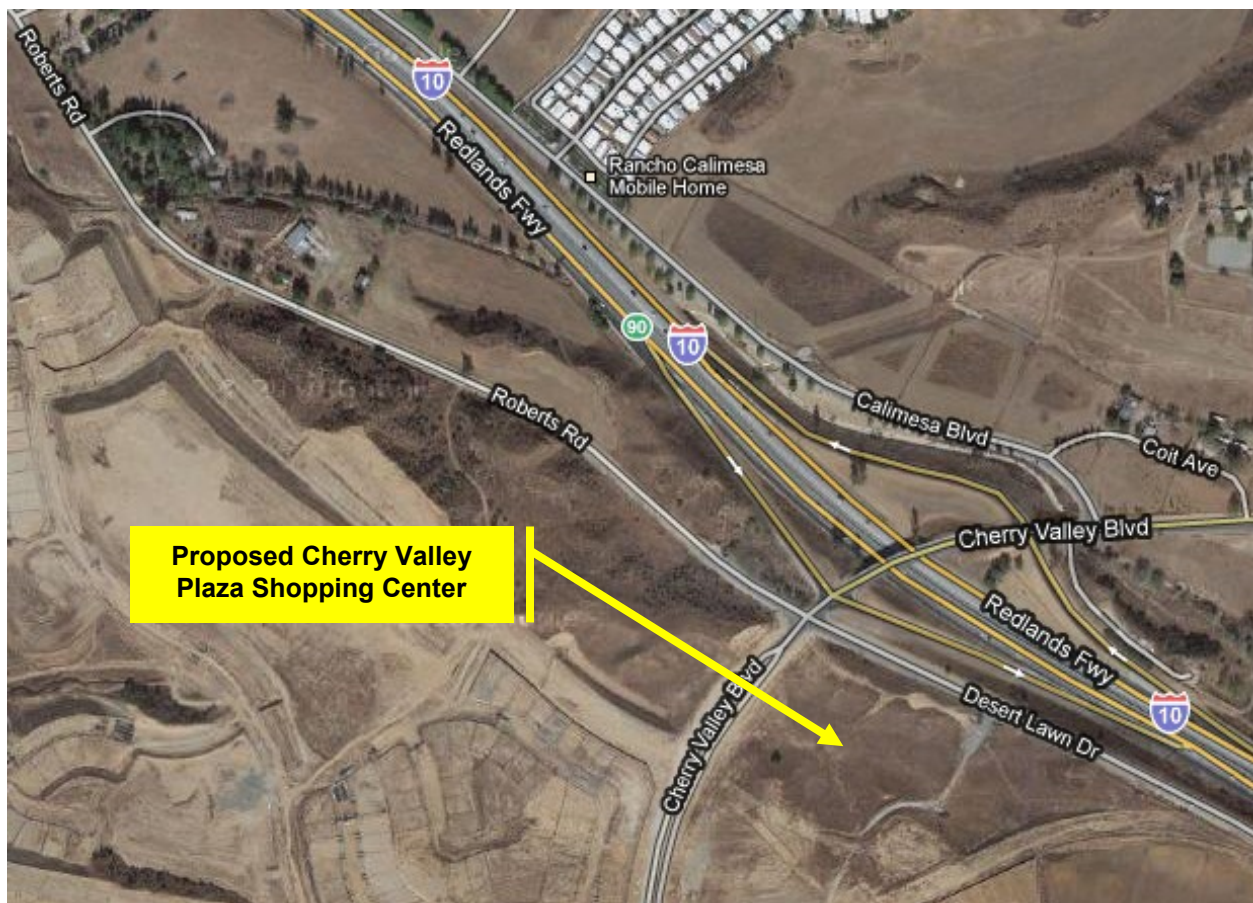 Roberts Rd
10
Redlands Fwy
Rancho Calimesa
Mobile Home
90
10
Roberts Rd
Calimesa Blvd
Coit Ave
Proposed Cherry Valley
Plaza Shopping Center
Cherry Valley Blvd
Redlands Fwy
Cherry Valley Blvd
Desert Lawn Dr
10